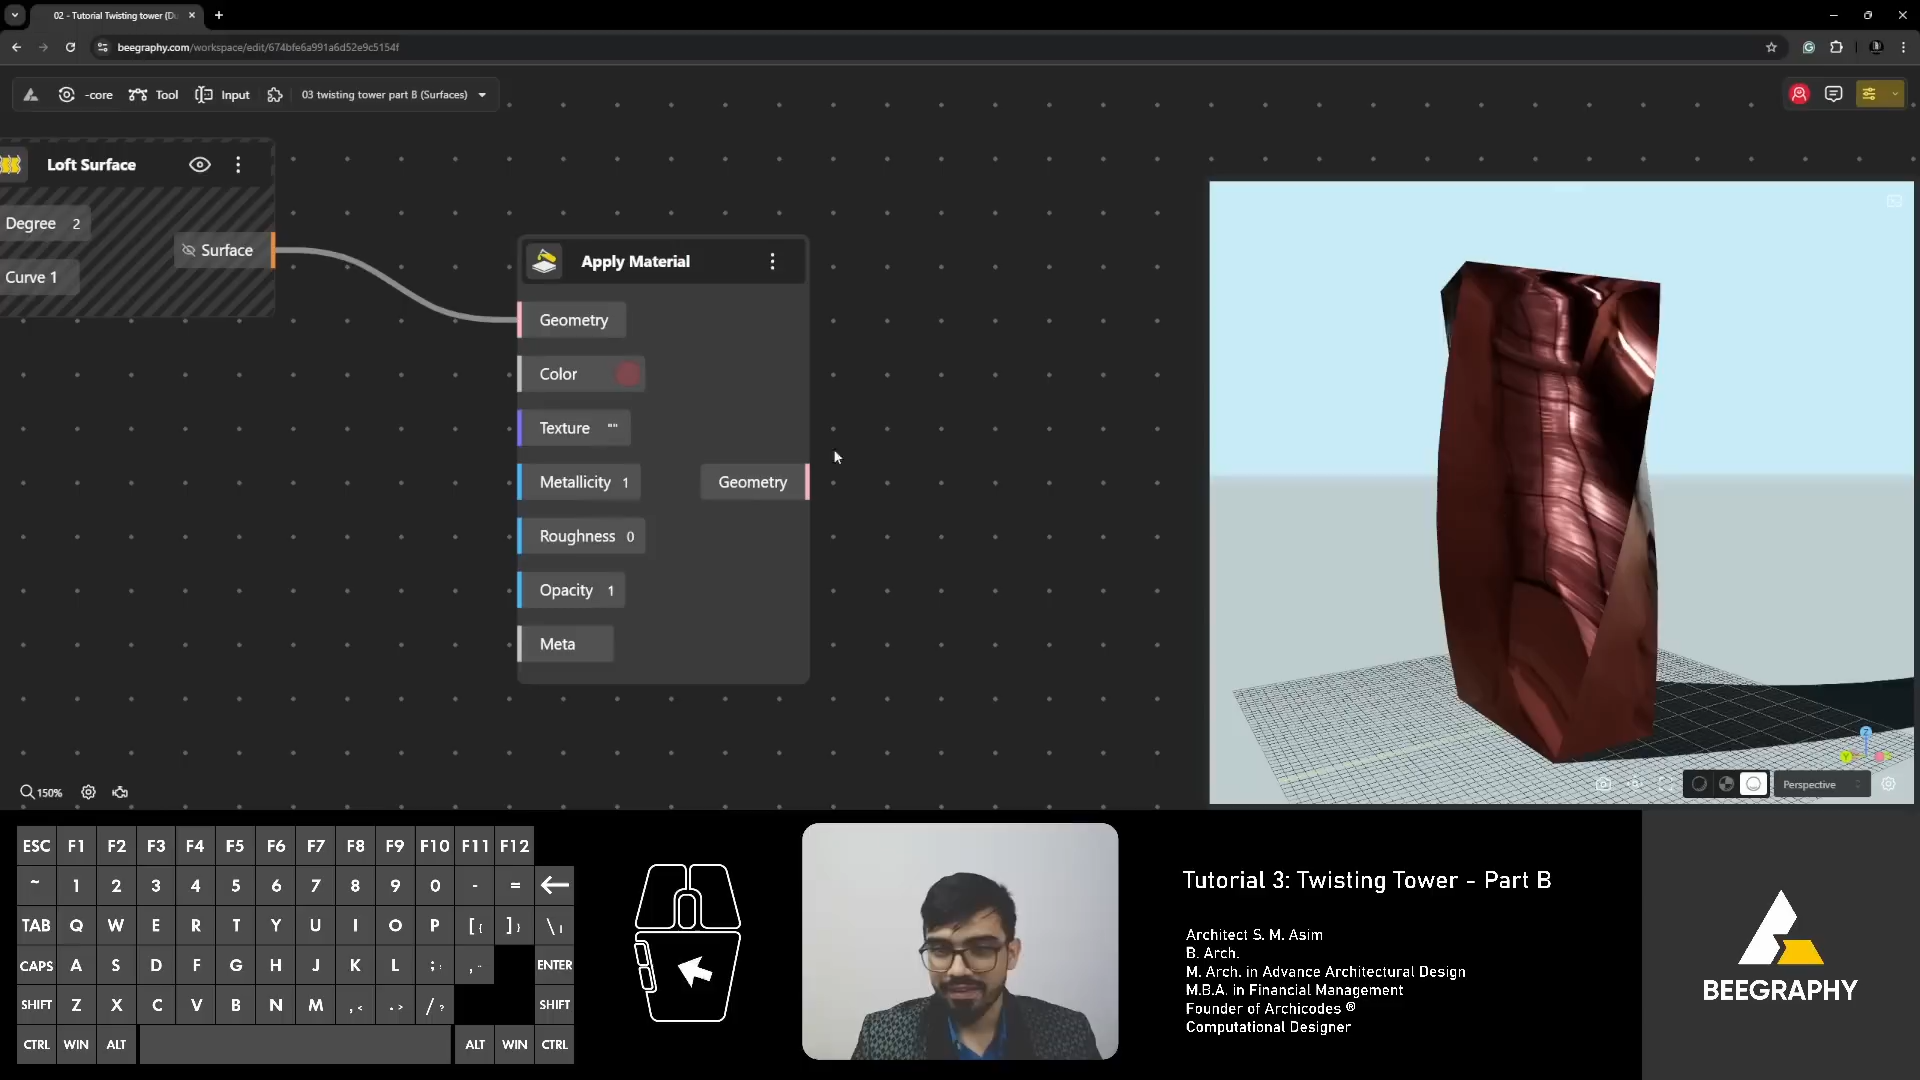 02 - Tutorial Twisting tower (Du
beegraphy.com/workspace/edit/674bfe6a991a6d52e9c5154f
-core Tool Input 03 twisting tower part B (Surfaces)
Loft Surface
Degree 2
Surface
Curve 1
Apply Material
Geometry
Color
Texture ""
Metallicity 1
Geometry
Roughness 0
Opacity 1
Meta
150%
Z
Y
Perspective
ESC F1 F2 F3 F4 F5 F6 F7 F8 F9 F10 F11 F12
~ 1 2 3 4 5 6 7 8 9 0 - =
TAB Q W E R T Y U I O P [{ ]} \|
CAPS A S D F G H J K L ;: ENTER
SHIFT Z X C V B N M ,< .> /? SHIFT
CTRL WIN ALT ALT WIN CTRL
Tutorial 3: Twisting Tower - Part B
Architect S. M. Asim
B. Arch.
M. Arch. in Advance Architectural Design
M.B.A. in Financial Management
Founder of Archicodes ®
Computational Designer
BEEGRAPHY